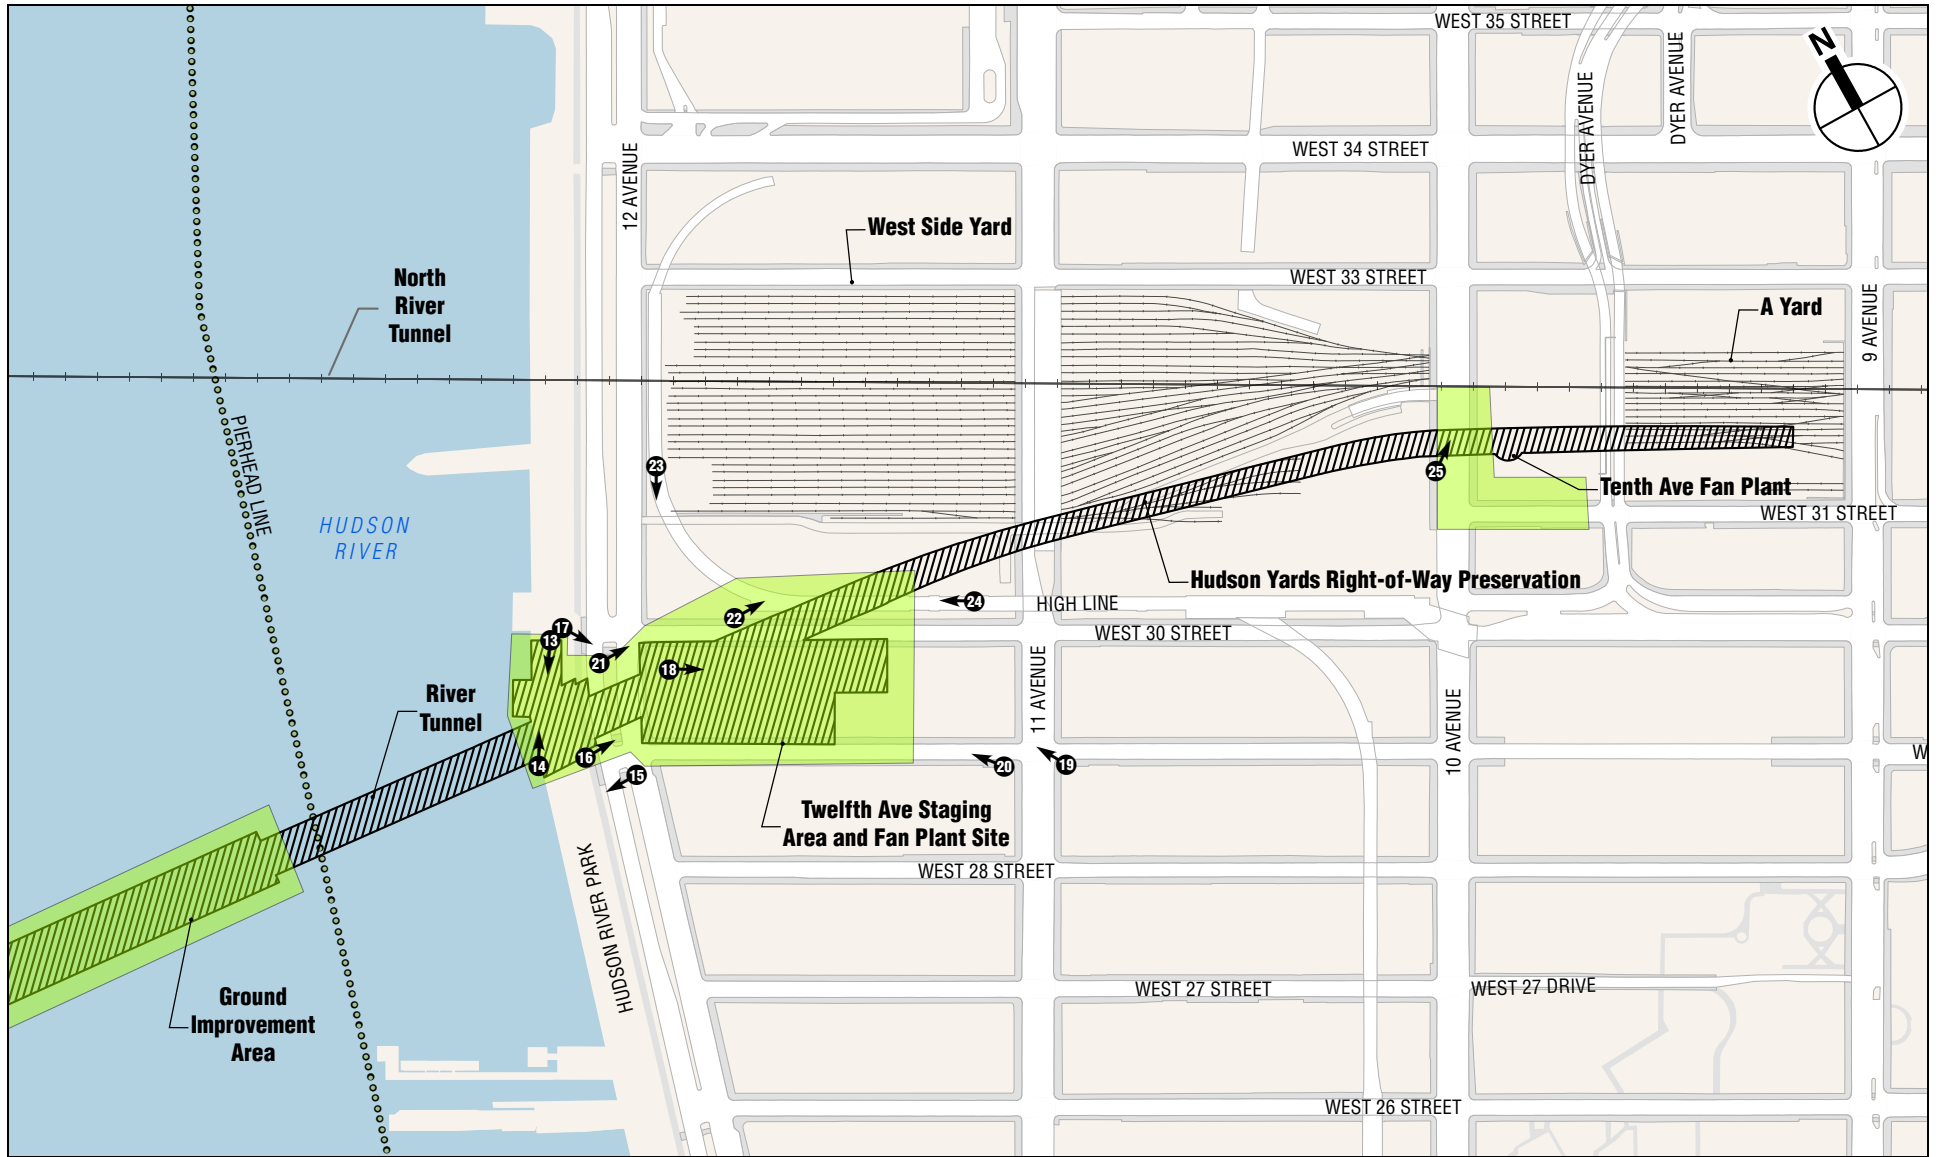 WEST 35 STREET
N
DYER AVENUE
DYER AVENUE
12 AVENUE
WEST 34 STREET
West Side Yard
North
River
Tunnel
WEST 33 STREET
A Yard
9 AVENUE
PIERHEAD LINE
23
25
Tenth Ave Fan Plant
WEST 31 STREET
HUDSON
RIVER
Hudson Yards Right-of-Way Preservation
24
HIGH LINE
22
17
13
21
18
WEST 30 STREET
11 AVENUE
10 AVENUE
River
Tunnel
14
16
15
20
19
W
Twelfth Ave Staging
Area and Fan Plant Site
WEST 28 STREET
HUDSON RIVER PARK
WEST 27 STREET
WEST 27 DRIVE
Ground
Improvement
Area
WEST 26 STREET